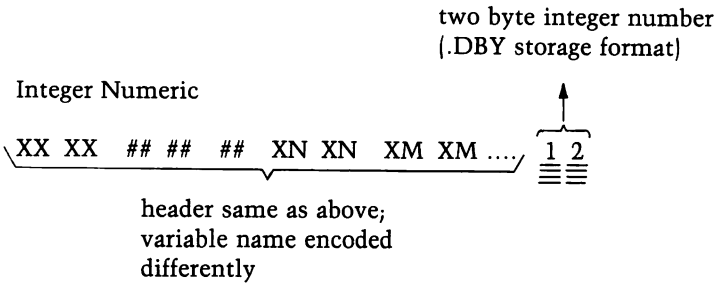 two byte integer number
(.DBY storage format)
Integer Numeric
XX XX ## ## ## XN XN XM XM .... 1 2
header same as above;
variable name encoded
differently